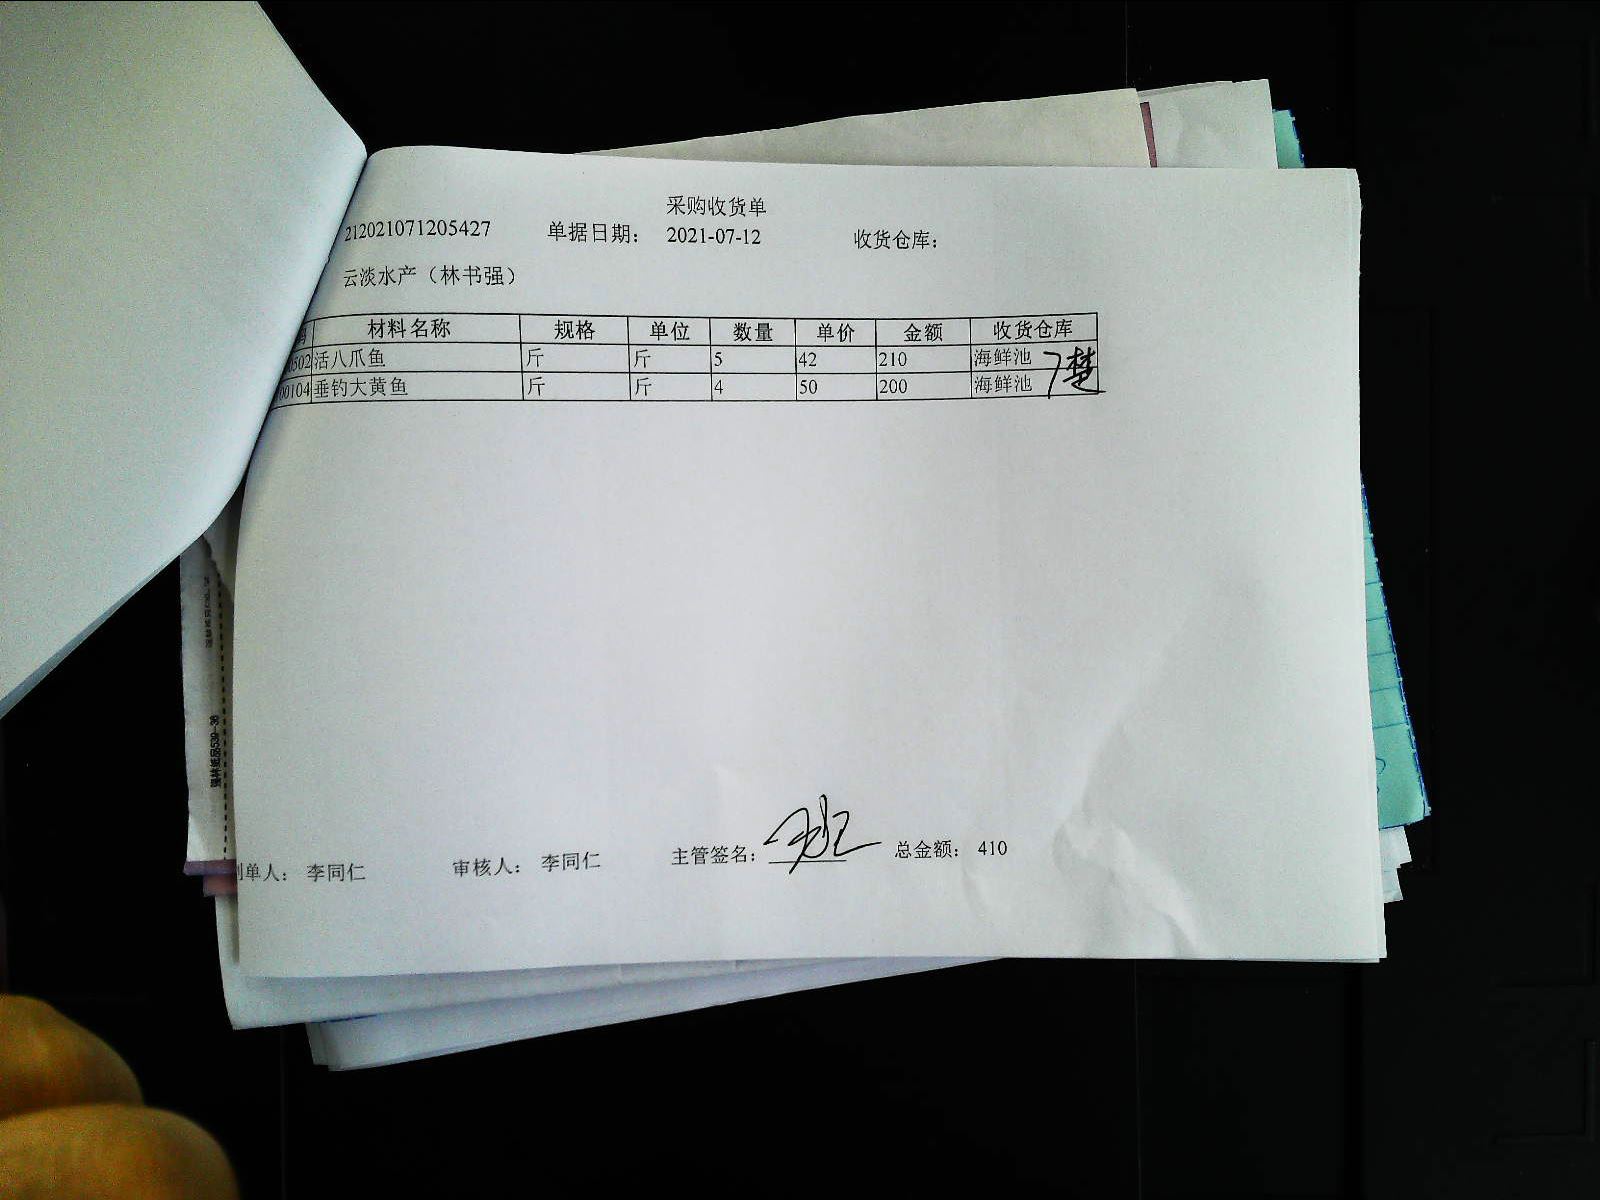 采购收货单
212021071205427 单据日期： 2021-07-12 收货仓库：
云淡水产（林书强）
材料名称 规格 单位 数量 单价 金额 收货仓库
502 活八爪鱼 斤 斤 5 42 210 海鲜池
00104 垂钓大黄鱼 斤 斤 4 50 200 海鲜池
单人： 李同仁 审核人： 李同仁 主管签名： 总金额： 410